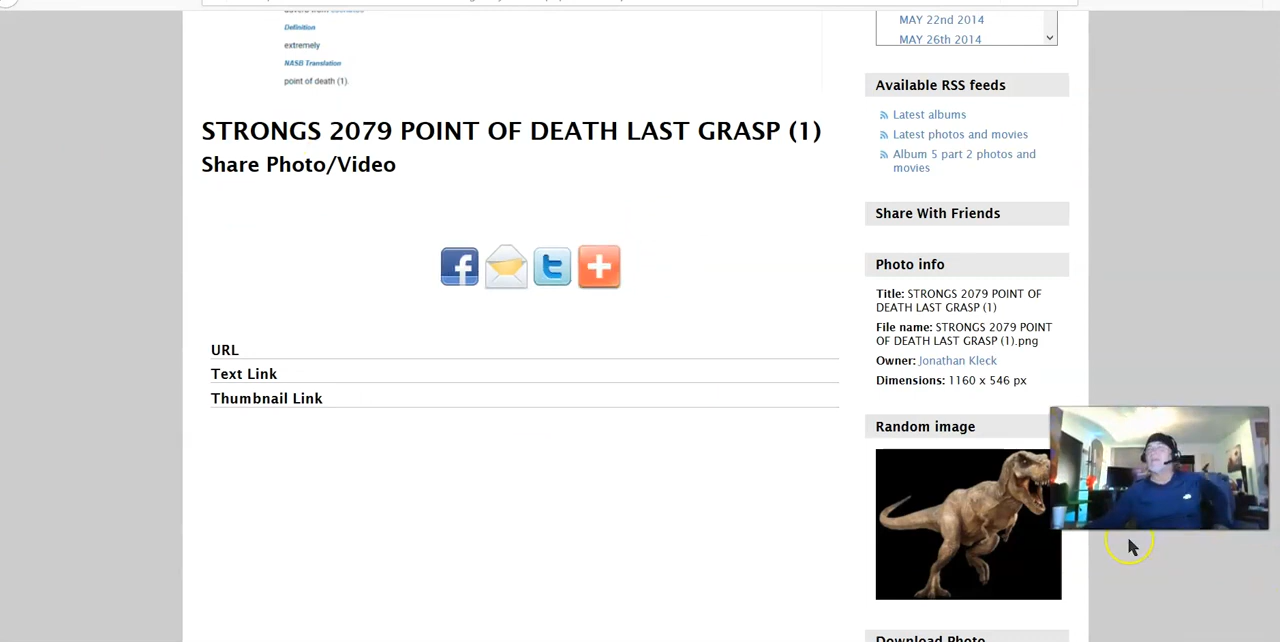 Definition
extremely
NASB Translation
point of death (1).
STRONGS 2079 POINT OF DEATH LAST GRASP (1)
Share Photo/Video
URL
Text Link
Thumbnail Link
MAY 22nd 2014
MAY 26th 2014
Available RSS feeds
Latest albums
Latest photos and movies
Album 5 part 2 photos and
movies
Share With Friends
Photo info
Title: STRONGS 2079 POINT OF
DEATH LAST GRASP (1)
File name: STRONGS 2079 POINT
OF DEATH LAST GRASP (1).png
Owner: Jonathan Kleck
Dimensions: 1160 x 546 px
Random image
Download Photo